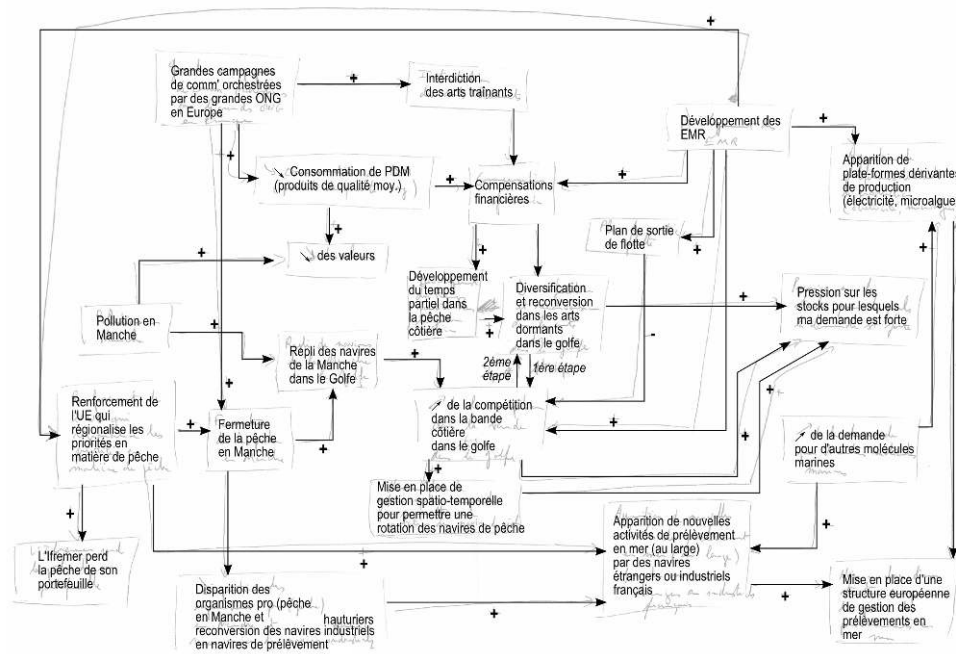 Grandes campagnes
de comm' orchestrées
par des grandes ONG
en Europe
+
Interdiction
des arts traînants
+
Développement des
EMR
EMR
+
Apparition de
plate-formes dérivantes
de production
(électricité, microalgue
↘ Consommation de PDM
(produits de qualité moy.)
+
Compensations
financières
+
Plan de sortie
de flotte
+
↘ des valeurs
+
Pollution en
Manche
+
Répli des navires
de la Manche
dans le Golfe
+
Développement
du temps
partiel dans
la pêche
côtière
+
Diversification
et reconversion
dans les arts
dormants
dans le golfe
+
Pression sur les
stocks pour lesquels
ma demande est forte
-
2ème
étape
1ére étape
Renforcement de
l'UE qui
régionalise les
priorités en
matière de pêche
+
Fermeture
de la pêche
en Manche
+
↗ de la compétition
dans la bande
côtière
dans le golfe
+
↗ de la demande
pour d'autres molécules
marines
+
Mise en place de
gestion spatio-temporelle
pour permettre une
rotation des navires de pêche
+
L'Ifremer perd
la pêche de son
portefeuille
+
Apparition de nouvelles
activités de prélèvement
en mer (au large)
par des navires
étrangers ou industriels
français
+
Disparition des
organismes pro (pêche)
en Manche et hauturiers
reconversion des navires industriels
en navires de prélèvement
+
Mise en place d'une
structure européenne
de gestion des
prélèvements en
mer